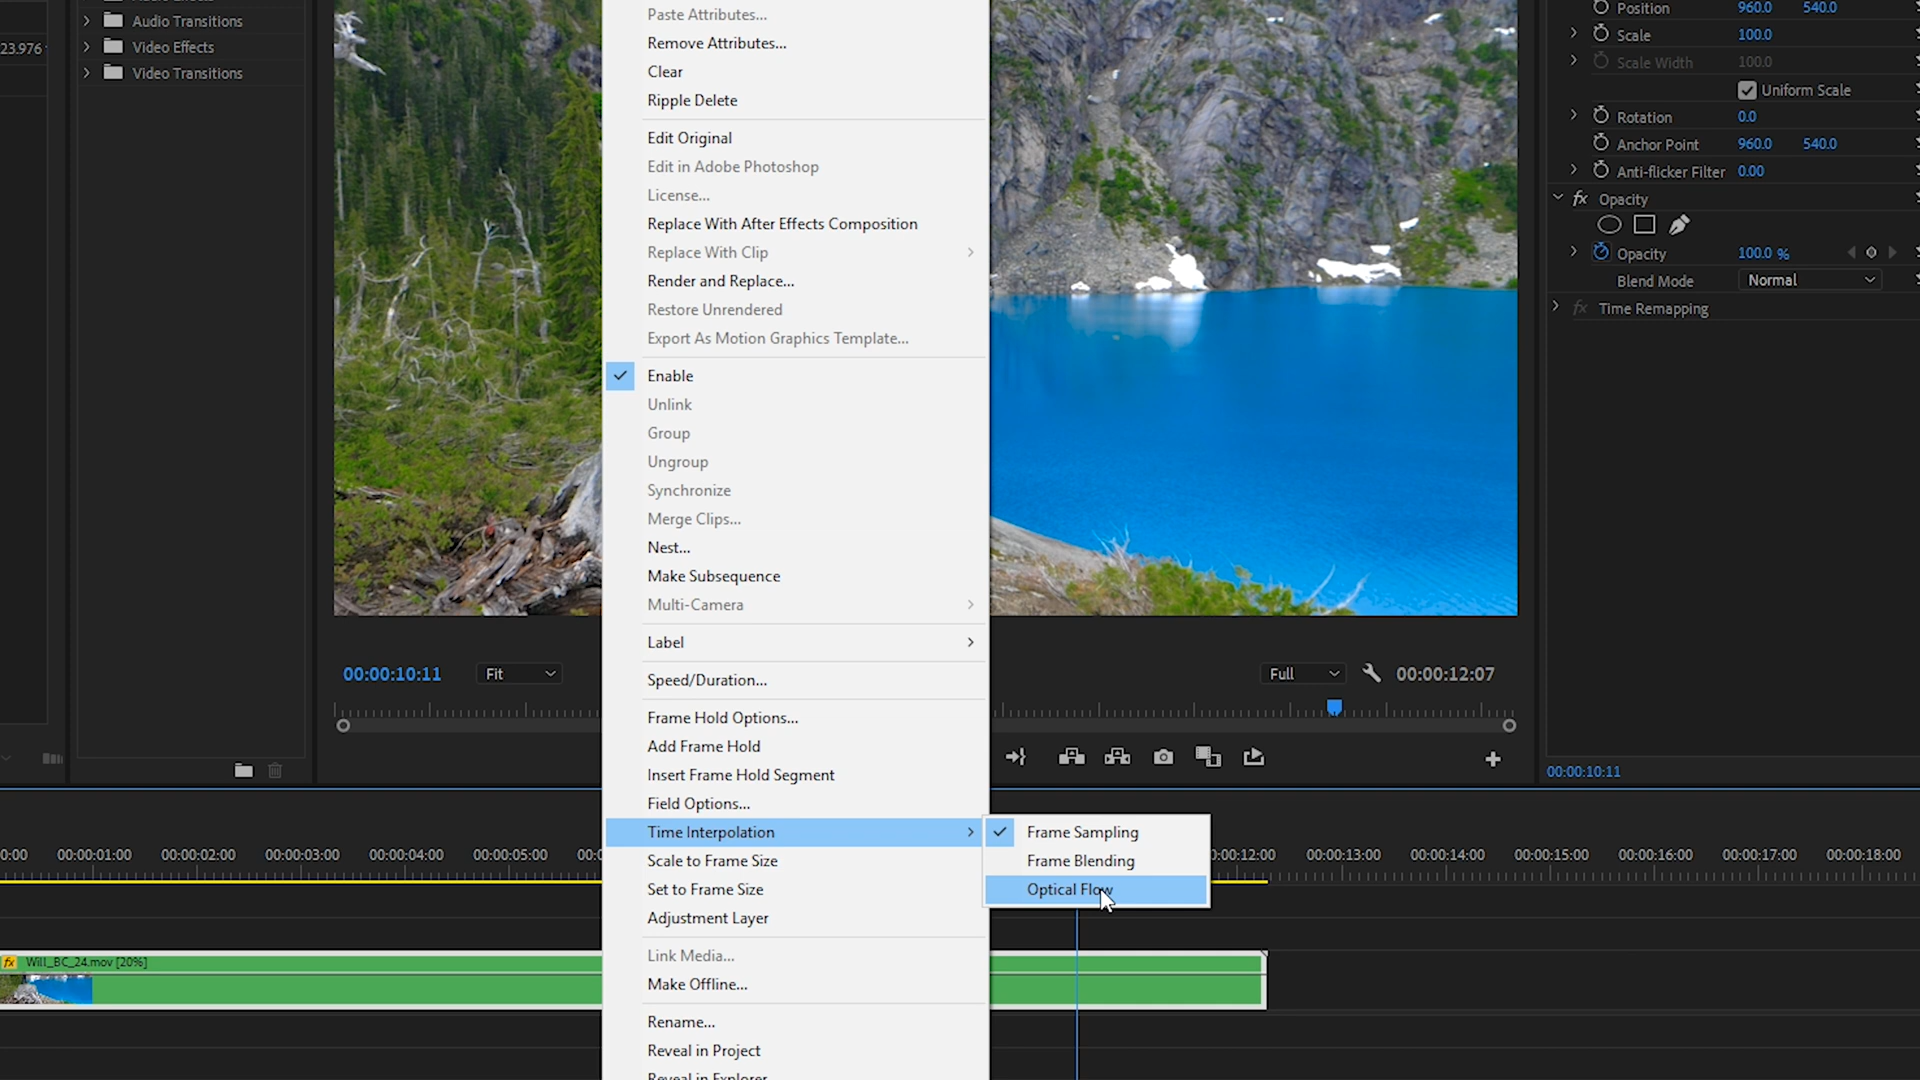 23.976
Audio Transitions
Video Effects
Video Transitions
Paste Attributes...
Remove Attributes...
Clear
Ripple Delete
Edit Original
Edit in Adobe Photoshop
License...
Replace With After Effects Composition
Replace With Clip
Render and Replace...
Restore Unrendered
Export As Motion Graphics Template...
Enable
Unlink
Group
Ungroup
Synchronize
Merge Clips...
Nest...
Make Subsequence
Multi-Camera
Label
Speed/Duration...
Frame Hold Options...
Add Frame Hold
Insert Frame Hold Segment
Field Options...
Time Interpolation
Scale to Frame Size
Set to Frame Size
Adjustment Layer
Link Media...
Make Offline...
Rename...
Reveal in Project
Reveal in Explorer
Frame Sampling
Frame Blending
Optical Flow
Position 960.0 540.0
Scale 100.0
Scale Width 100.0
Uniform Scale
Rotation 0.0
Anchor Point 960.0 540.0
Anti-flicker Filter 0.00
fx Opacity
Opacity 100.0 %
Blend Mode Normal
fx Time Remapping
00:00:10:11 Fit
Full 00:00:12:07
00:00:10:11
0:00 00:00:01:00 00:00:02:00 00:00:03:00 00:00:04:00 00:00:05:00 00:0 0:00:12:00 00:00:13:00 00:00:14:00 00:00:15:00 00:00:16:00 00:00:17:00 00:00:18:00
fx Will_BC_24.mov [20%]